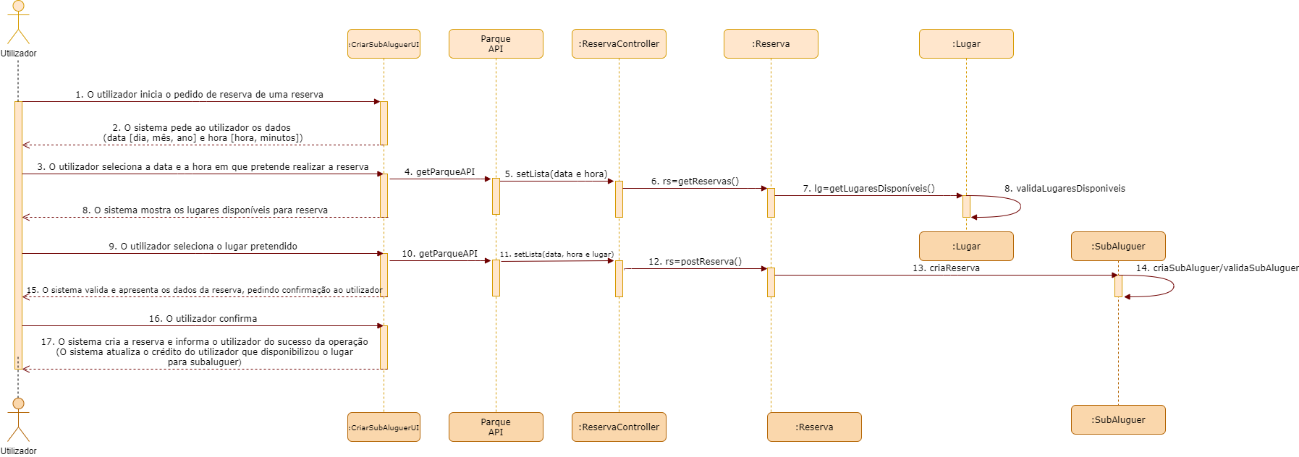 Utilizador
:CriarSubAluguerUI
Parque
API
:ReservaController
:Reserva
:Lugar
1. O utilizador inicia o pedido de reserva de uma reserva
2. O sistema pede ao utilizador os dados
(data [dia, mês, ano] e hora [hora, minutos])
3. O utilizador seleciona a data e a hora em que pretende realizar a reserva
4. getParqueAPI
5. setLista(data e hora)
6. rs=getReservas()
7. lg=getLugaresDisponíveis()
8. validaLugaresDisponiveis
8. O sistema mostra os lugares disponíveis para reserva
:Lugar
:SubAluguer
9. O utilizador seleciona o lugar pretendido
10. getParqueAPI
11. setLista(data, hora e lugar)
12. rs=postReserva()
13. criaReserva
14. criaSubAluguer/validaSubAluguer
15. O sistema valida e apresenta os dados da reserva, pedindo confirmação ao utilizador
16. O utilizador confirma
17. O sistema cria a reserva e informa o utilizador do sucesso da operação
(O sistema atualiza o crédito do utilizador que disponibilizou o lugar
para subaluguer)
Utilizador
:CriarSubAluguerUI
Parque
API
:ReservaController
:Reserva
:SubAluguer